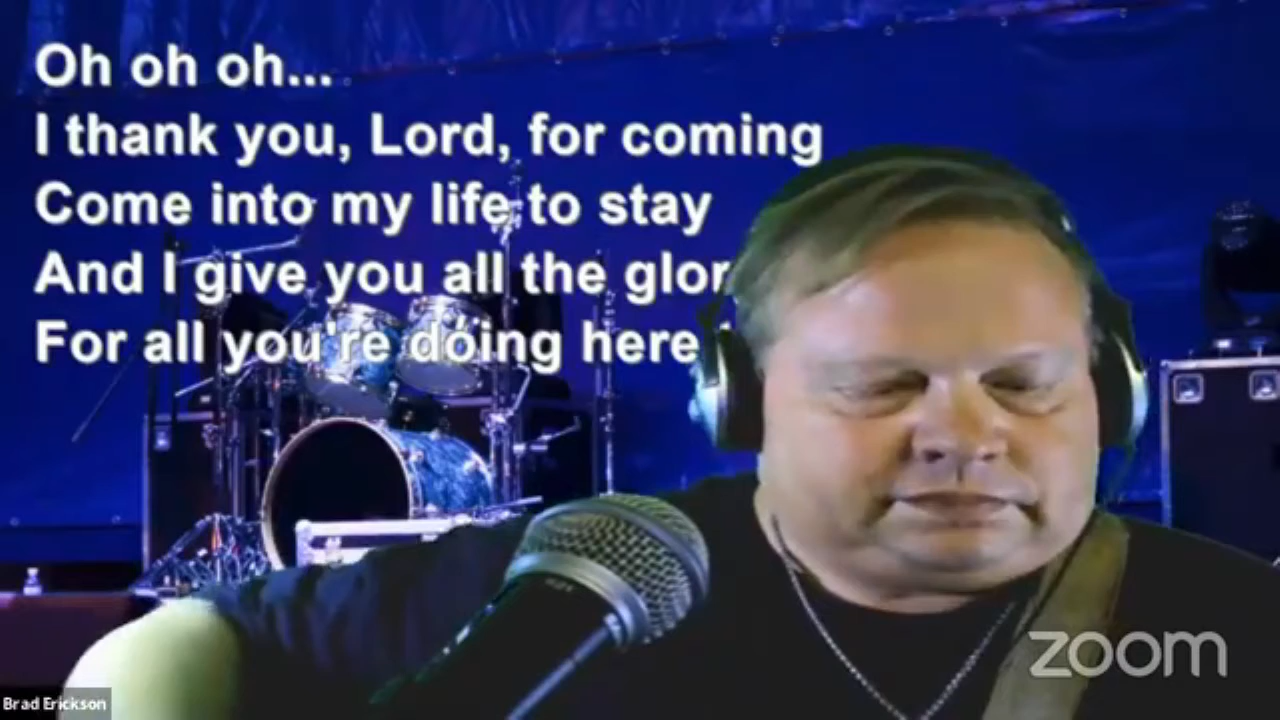 Oh oh oh...
I thank you, Lord, for coming
Come into my life to stay
And I give you all the glor
For all you're doing here
zoom
Brad Erickson